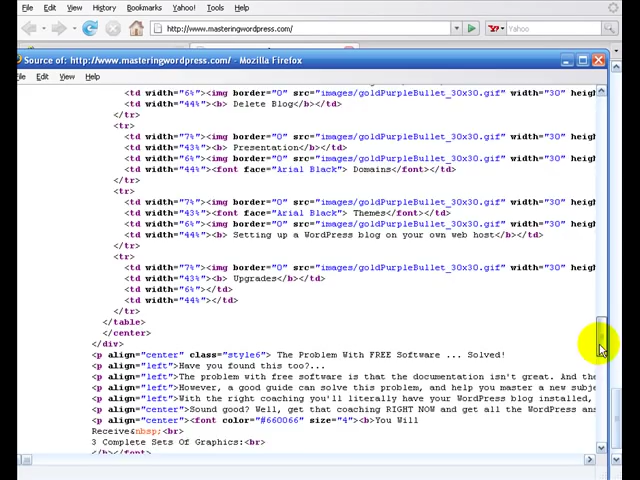 File Edit View History Bookmarks Yahoo! Tools Help
http://www.masteringwordpress.com/ Yahoo
Source of: http://www.masteringwordpress.com/ - Mozilla Firefox
File Edit View Help
<td width="6%"><img border="0" src="images/goldPurpleBullet_30x30.gif" width="30" heigh
<td width="44%"><b> Delete Blog</b></td>
</tr>
<tr>
<td width="7%"><img border="0" src="images/goldPurpleBullet_30x30.gif" width="30" heigh
<td width="43%"><b> Presentation</b></td>
<td width="6%"><img border="0" src="images/goldPurpleBullet_30x30.gif" width="30" heigh
<td width="44%"><font face="Arial Black"> Domains</font></td>
</tr>
<tr>
<td width="7%"><img border="0" src="images/goldPurpleBullet_30x30.gif" width="30" heigh
<td width="43%"><font face="Arial Black"> Themes</font></td>
<td width="6%"><img border="0" src="images/goldPurpleBullet_30x30.gif" width="30" heigh
<td width="44%"><b> Setting up a WordPress blog on your own web host</b></td>
</tr>
<tr>
<td width="7%"><img border="0" src="images/goldPurpleBullet_30x30.gif" width="30" heigh
<td width="43%"><b> Upgrades</b></td>
<td width="6%"></td>
<td width="44%"></td>
</tr>
</table>
</center>
</div>
<p align="center" class="style6"> The Problem With FREE Software ... Solved!
<p align="left">Have you found this too?...
<p align="left">The problem with free software is that the documentation isn't great. And the
<p align="left">However, a good guide can solve this problem, and help you master a new subje
<p align="left">With the right coaching you'll literally have your WordPress blog installed,
<p align="left">Sound good? Well, get that coaching RIGHT NOW and get all the WordPress ans
<p align="center"><font color="#660066" size="4"><b>You Will
Receive&nbsp;<br>
3 Complete Sets Of Graphics:<br>
</b></font>